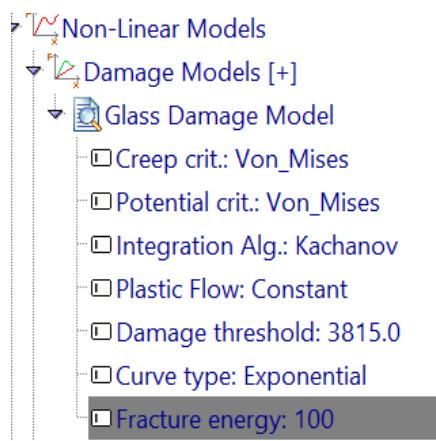 Non-Linear Models
Damage Models [+]
Glass Damage Model
Creep crit.: Von_Mises
Potential crit.: Von_Mises
Integration Alg.: Kachanov
Plastic Flow: Constant
Damage threshold: 3815.0
Curve type: Exponential
Fracture energy: 100